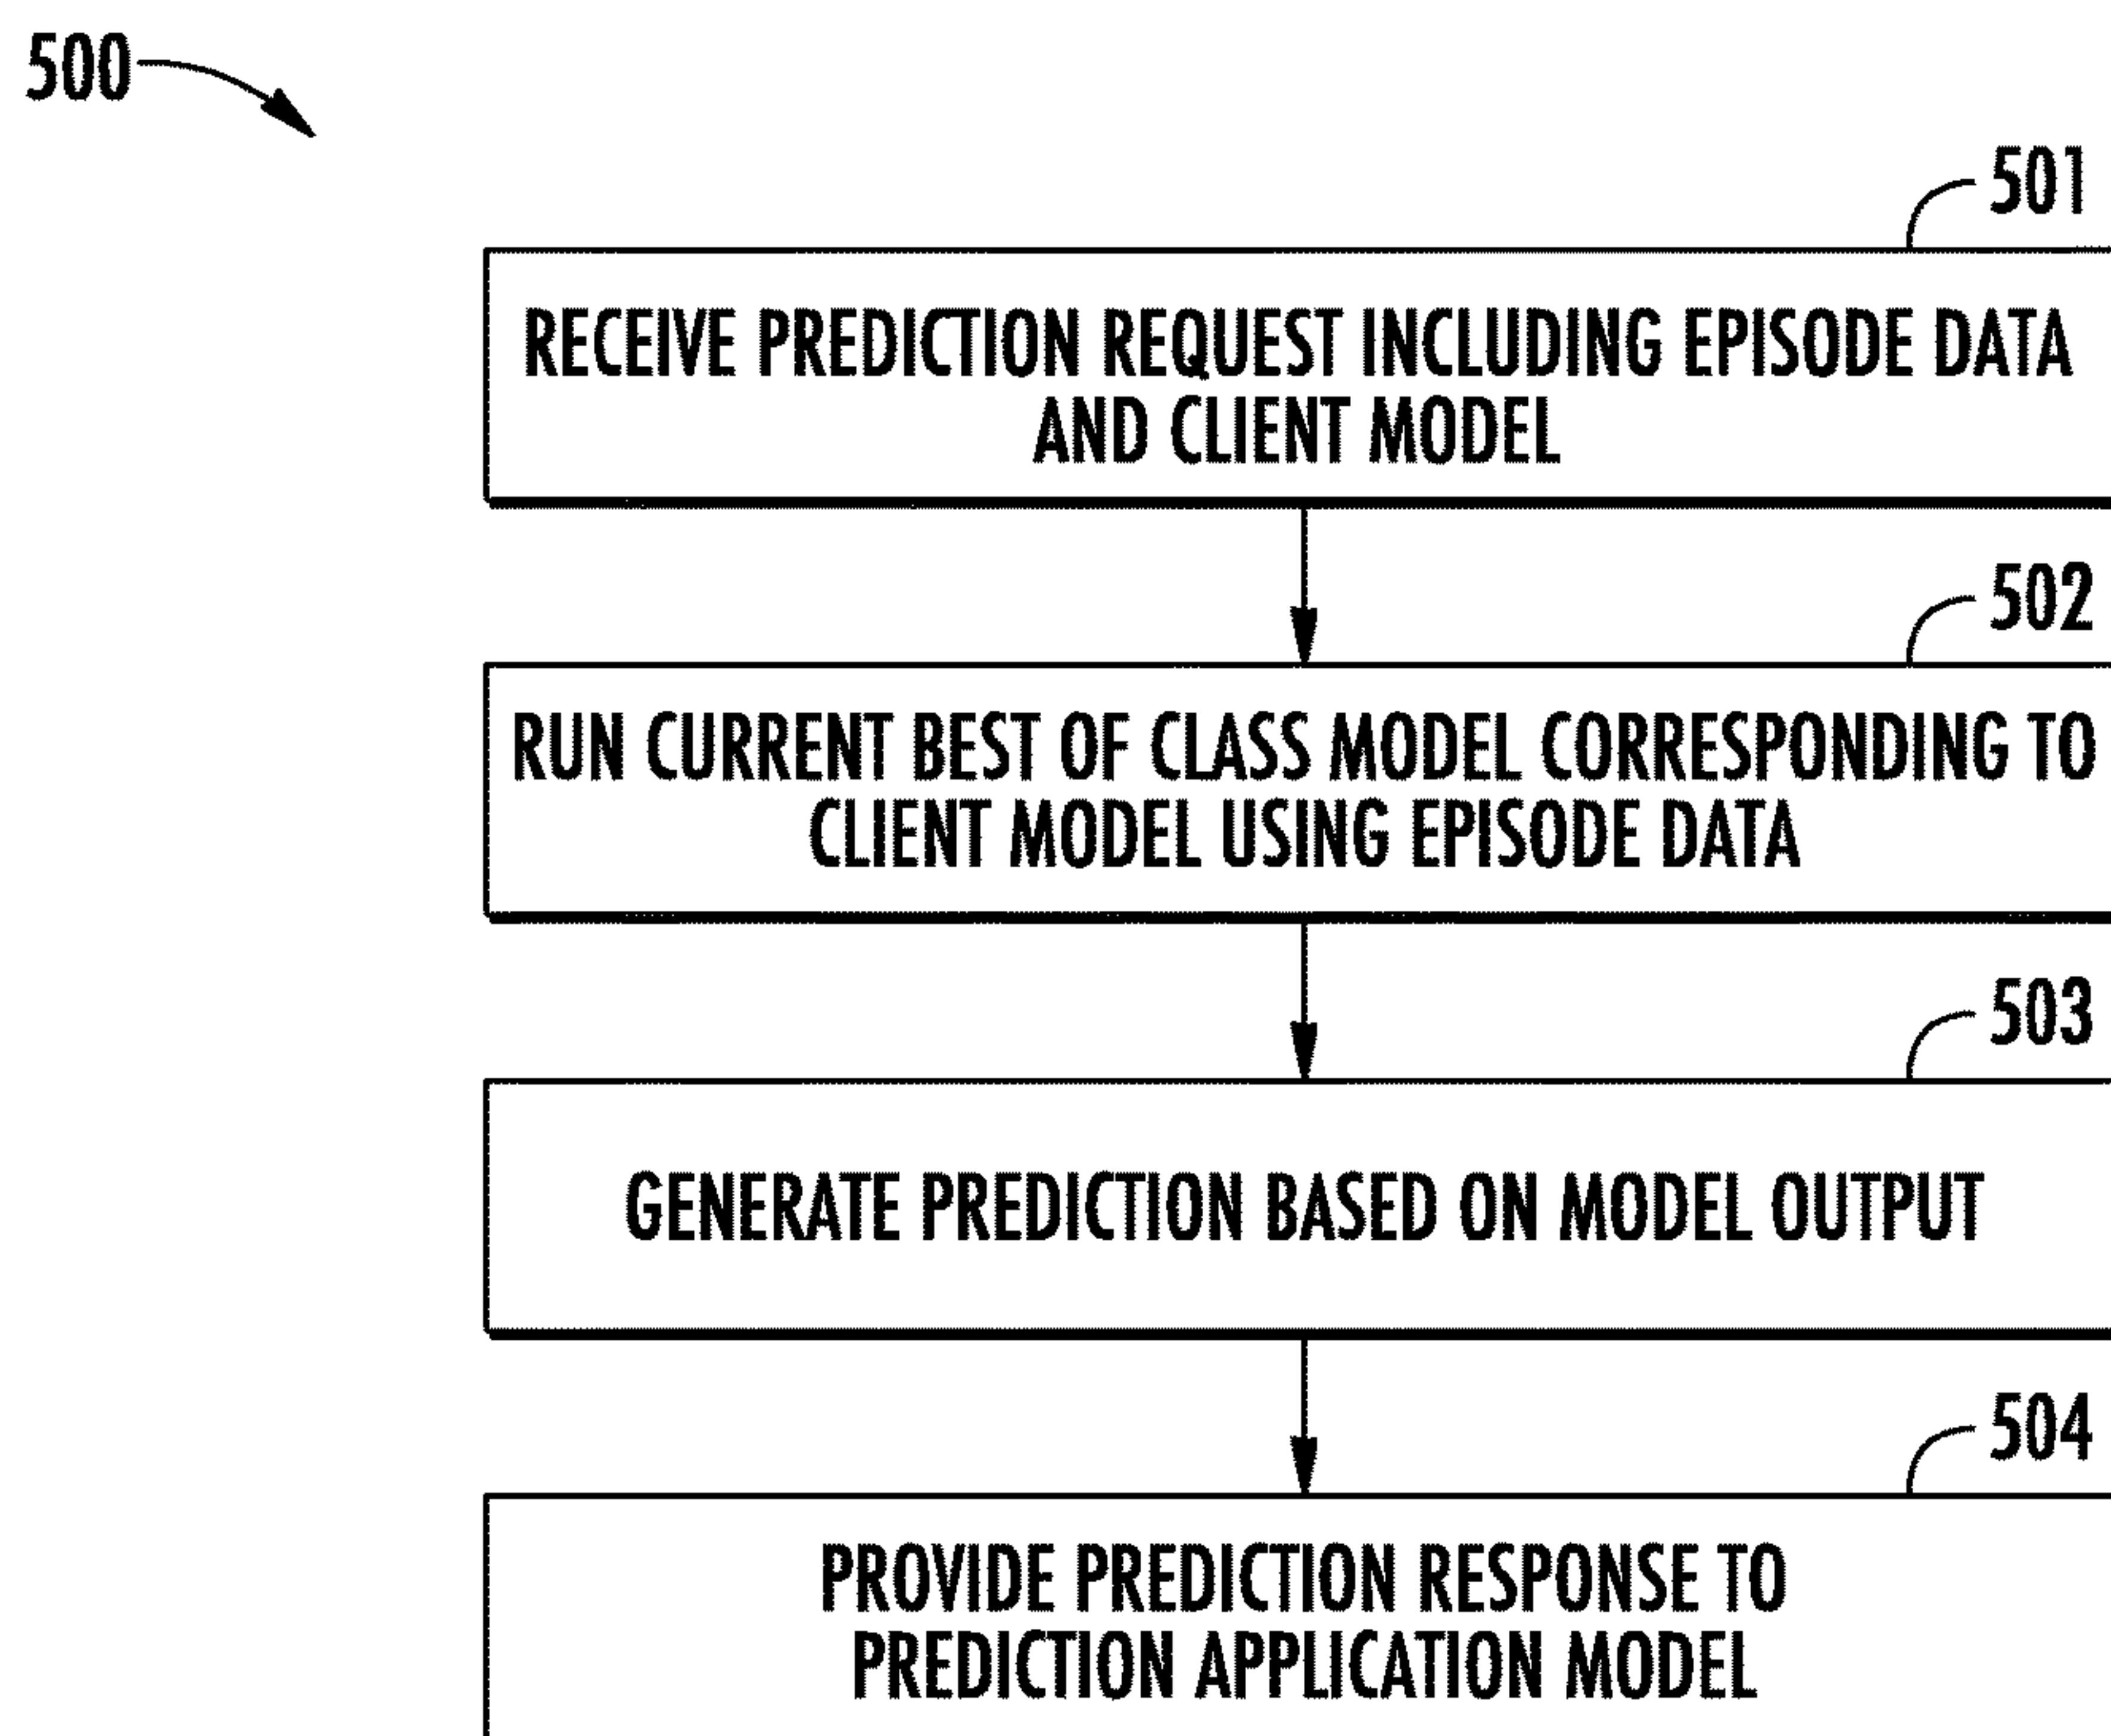 500
501
RECEIVE PREDICTION REQUEST INCLUDING EPISODE DATA
AND CLIENT MODEL
502
RUN CURRENT BEST OF CLASS MODEL CORRESPONDING TO
CLIENT MODEL USING EPISODE DATA
503
GENERATE PREDICTION BASED ON MODEL OUTPUT
504
PROVIDE PREDICTION RESPONSE TO
PREDICTION APPLICATION MODEL